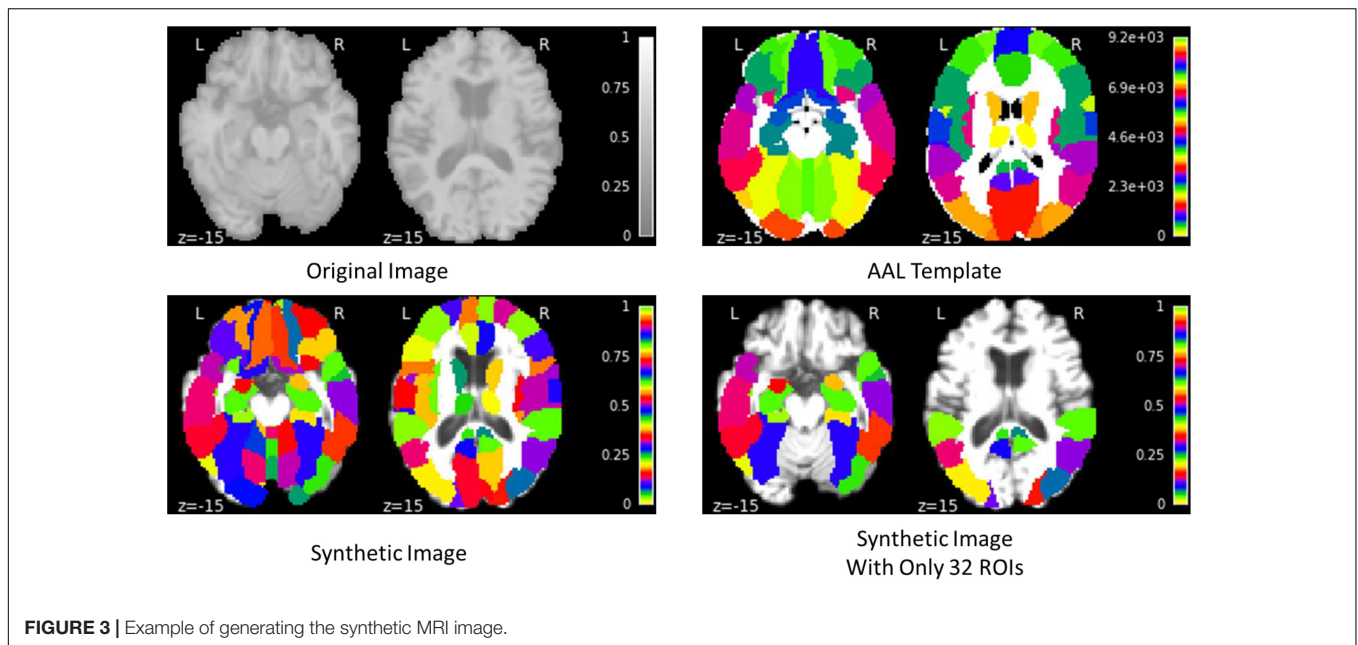 L R L R 1
0.75
0.5
0.25
z=-15 z=15 0
Original Image
L R L R 9.2e+03
6.9e+03
4.6e+03
2.3e+03
z=-15 z=15 0
AAL Template
L R L R 1
0.75
0.5
0.25
z=-15 z=15 0
Synthetic Image
L R L R 1
0.75
0.5
0.25
z=-15 z=15 0
Synthetic Image
With Only 32 ROIs
FIGURE 3 | Example of generating the synthetic MRI image.